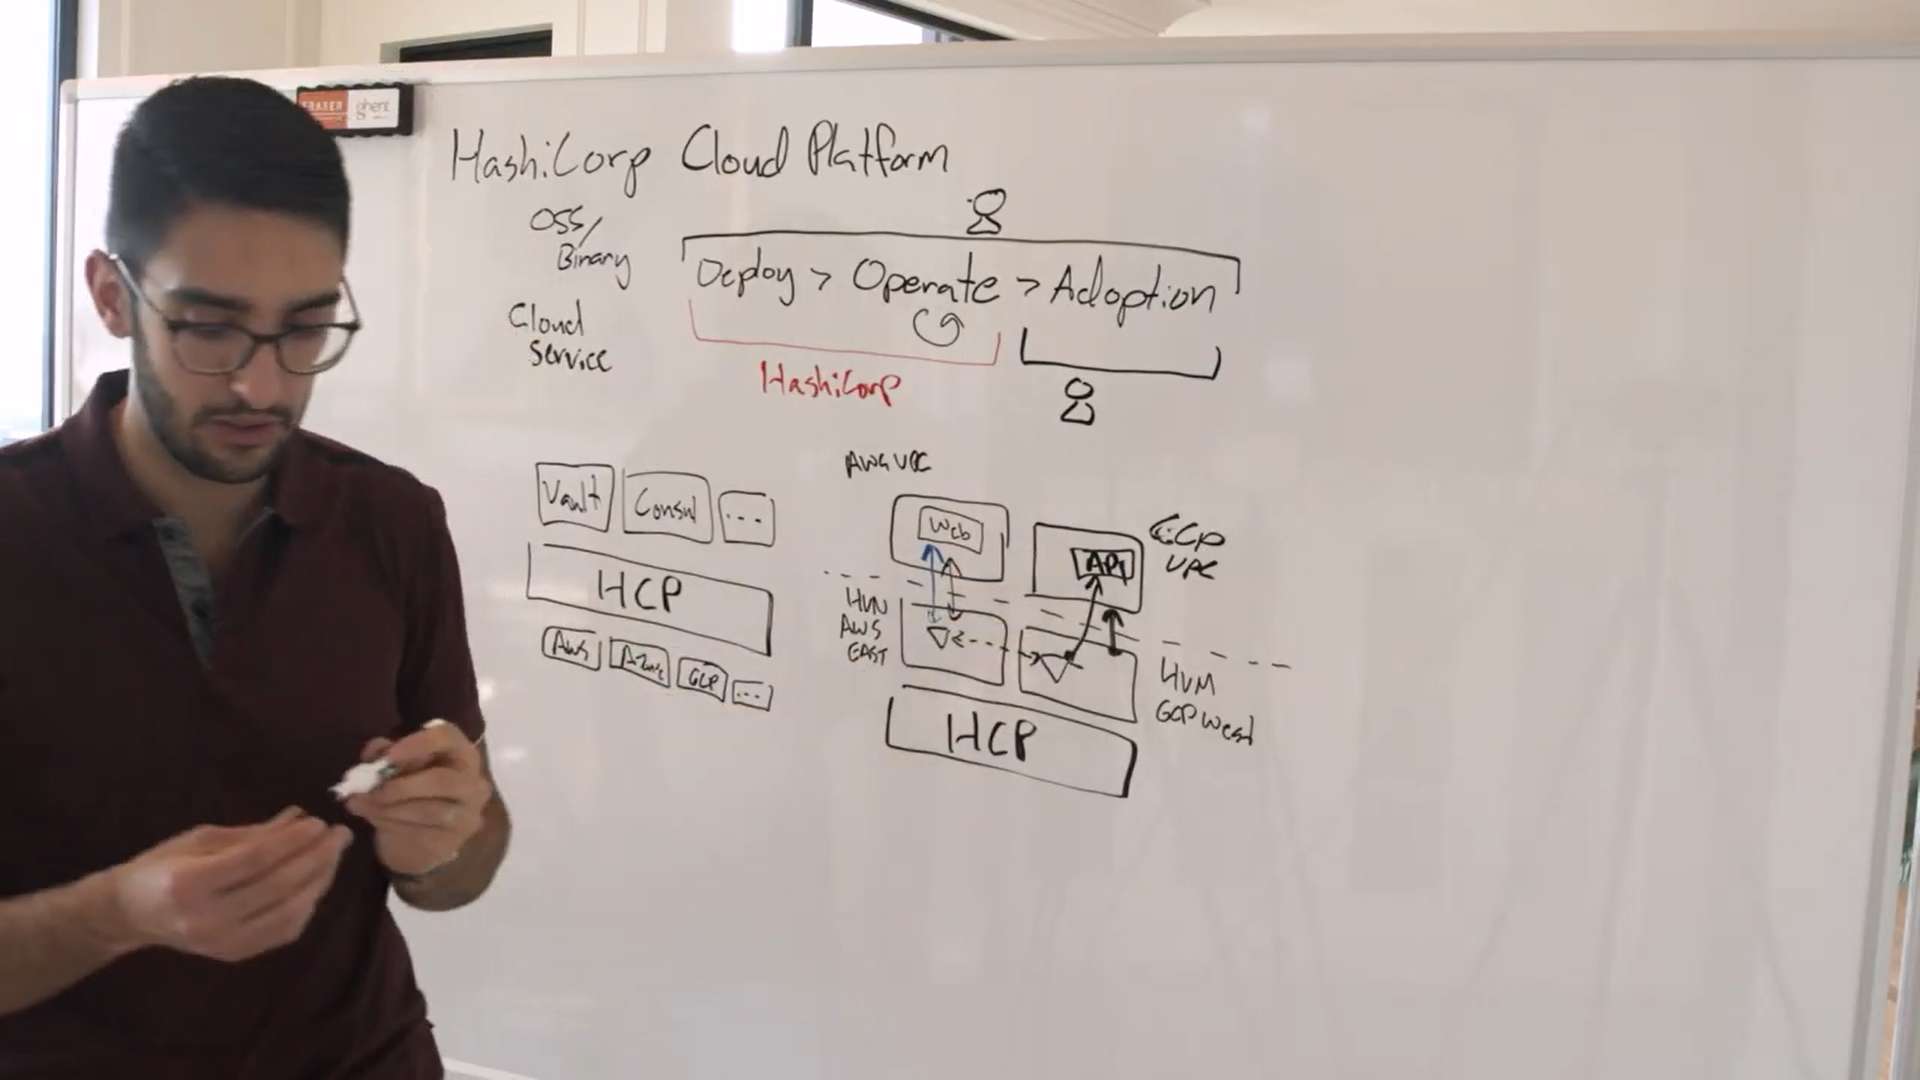 ERASER ghent
HashiCorp Cloud Platform
OSS/
Binary
Deploy > Operate > Adoption
Cloud
Service
HashiCorp
Vault Consul ...
HCP
AWS Azure GCP ...
AWS VPC
Web
API
GCP
VPC
HVN
AWS
EAST
HVN
GCP West
HCP